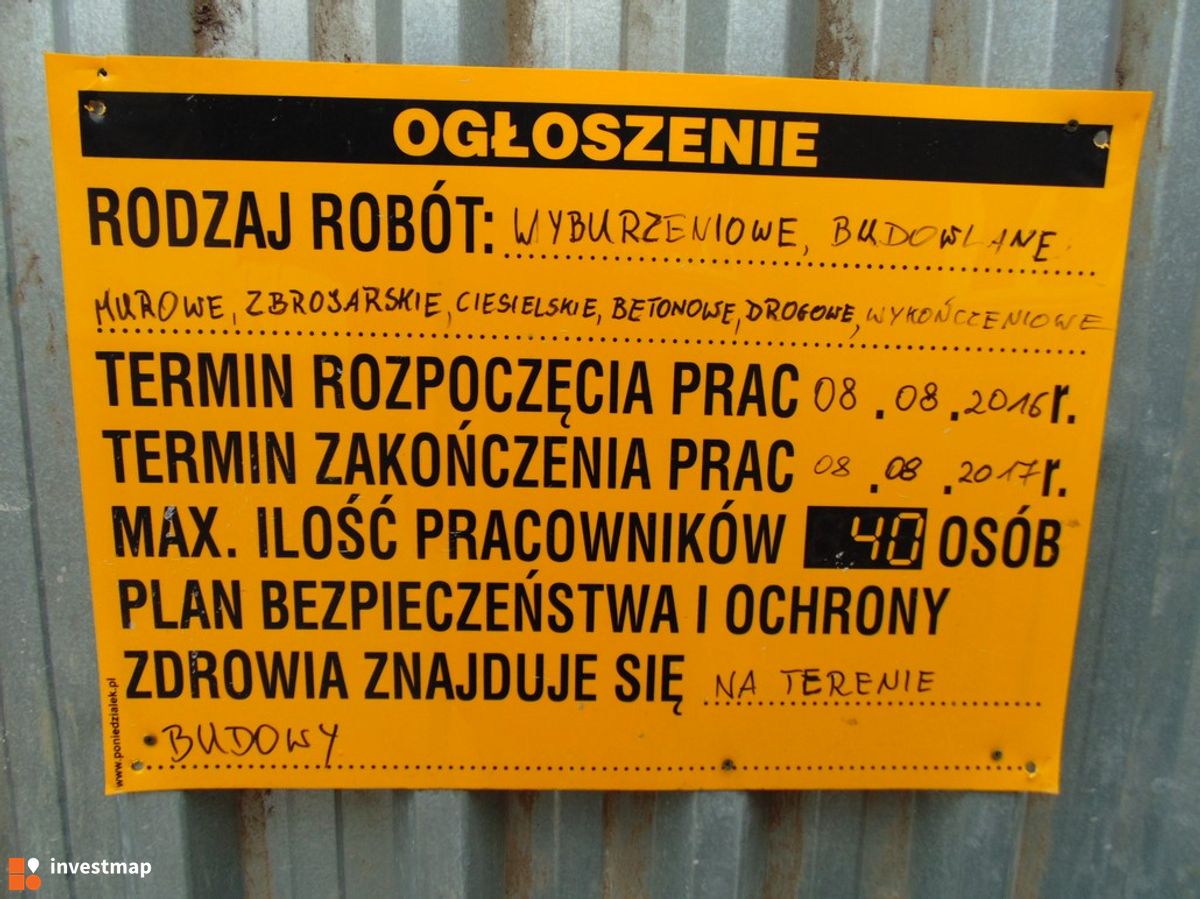 OGŁOSZENIE
RODZAJ ROBÓT: WYBURZENIOWE, BUDOWLANE
MUROWE, ZBROJARSKIE, CIESIELSKIE, BETONOWE, DROGOWE, WYKOŃCZENIOWE
TERMIN ROZPOCZĘCIA PRAC 08.08.2016r.
TERMIN ZAKOŃCZENIA PRAC 08.08.2017r.
MAX. ILOŚĆ PRACOWNIKÓW 40 OSÓB
PLAN BEZPIECZEŃSTWA I OCHRONY
ZDROWIA ZNAJDUJE SIĘ NA TERENIE
BUDOWY
www.poniedzialek.pl
investmap